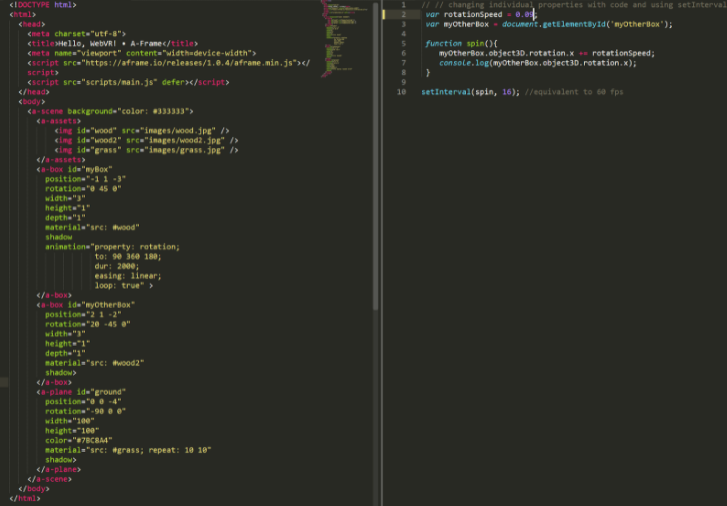 <!DOCTYPE html>
<html>
<head>
<meta charset="utf-8">
<title>Hello, WebVR! • A-Frame</title>
<meta name="viewport" content="width=device-width">
<script src="https://aframe.io/releases/1.0.4/aframe.min.js"></
script>
<script src="scripts/main.js" defer></script>
</head>
<body>
<a-scene background="color: #333333">
<a-assets>
<img id="wood" src="images/wood.jpg" />
<img id="wood2" src="images/wood2.jpg" />
<img id="grass" src="images/grass.jpg" />
</a-assets>
<a-box id="myBox"
position="-1 1 -3"
rotation="0 45 0"
width="3"
height="1"
depth="1"
material="src: #wood"
shadow
animation="property: rotation;
to: 90 360 180;
dur: 2000;
easing: linear;
loop: true" >
</a-box>
<a-box id="myOtherBox"
position="2 1 -2"
rotation="20 -45 0"
width="3"
height="1"
depth="1"
material="src: #wood2"
shadow>
</a-box>
<a-plane id="ground"
position="0 0 -4"
rotation="-90 0 0"
width="100"
height="100"
color="#7BC8A4"
material="src: #grass; repeat: 10 10"
shadow>
</a-plane>
</a-scene>
</body>
</html>
1 // // changing individual properties with code and using setInterval
2 var rotationSpeed = 0.05;
3 var myOtherBox = document.getElementById('myOtherBox');
4
5 function spin(){
6 myOtherBox.object3D.rotation.x += rotationSpeed;
7 console.log(myOtherBox.object3D.rotation.x);
8 }
9
10 setInterval(spin, 16); //equivalent to 60 fps